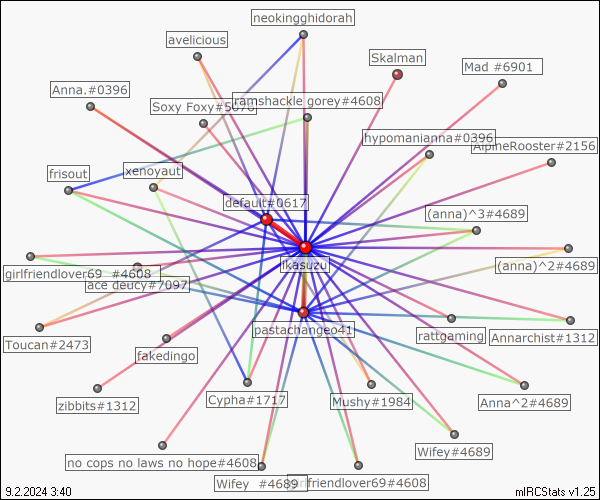 neokingghidorah
avelicious
Skalman
Mad #6901
Anna.#0396
Soxy Foxy#5076
ramshackle gorey#4608
hypomanianna#0396
AlpineRooster#2156
frisout
xenoyaut
default#0617
(anna)^3#4689
ikasuzu
(anna)^2#4689
girlfriendlover69 #4608
ace deucy#7097
pastachangeo41
rattgaming
Annarchist#1312
Toucan#2473
fakedingo
zibbits#1312
Cypha#1717
Mushy#1984
Anna^2#4689
Wifey#4689
no cops no laws no hope#4608
Wifey  #4689
girlfriendlover69#4608
9.2.2024 3:40
mIRCStats v1.25